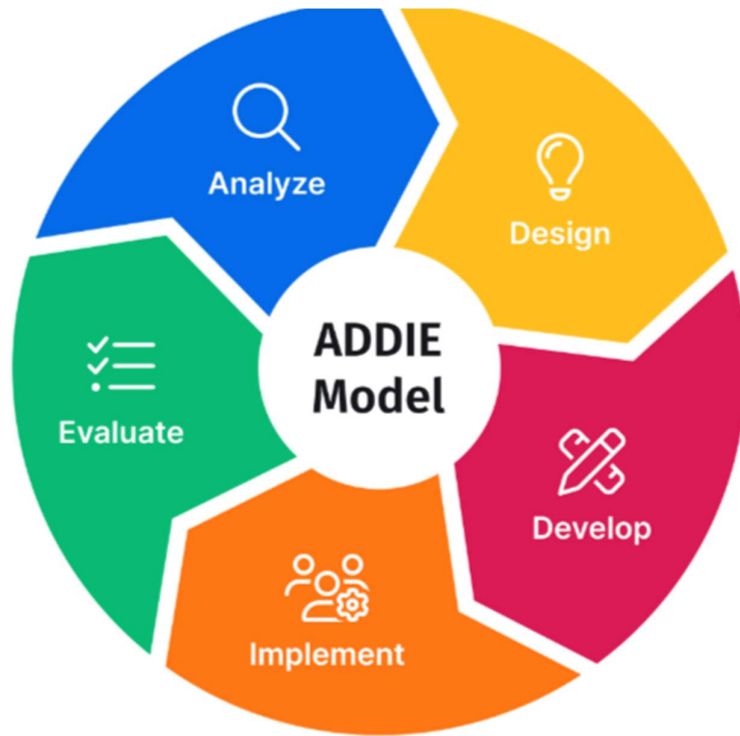 Analyze
Design
ADDIE
Model
Develop
Implement
Evaluate